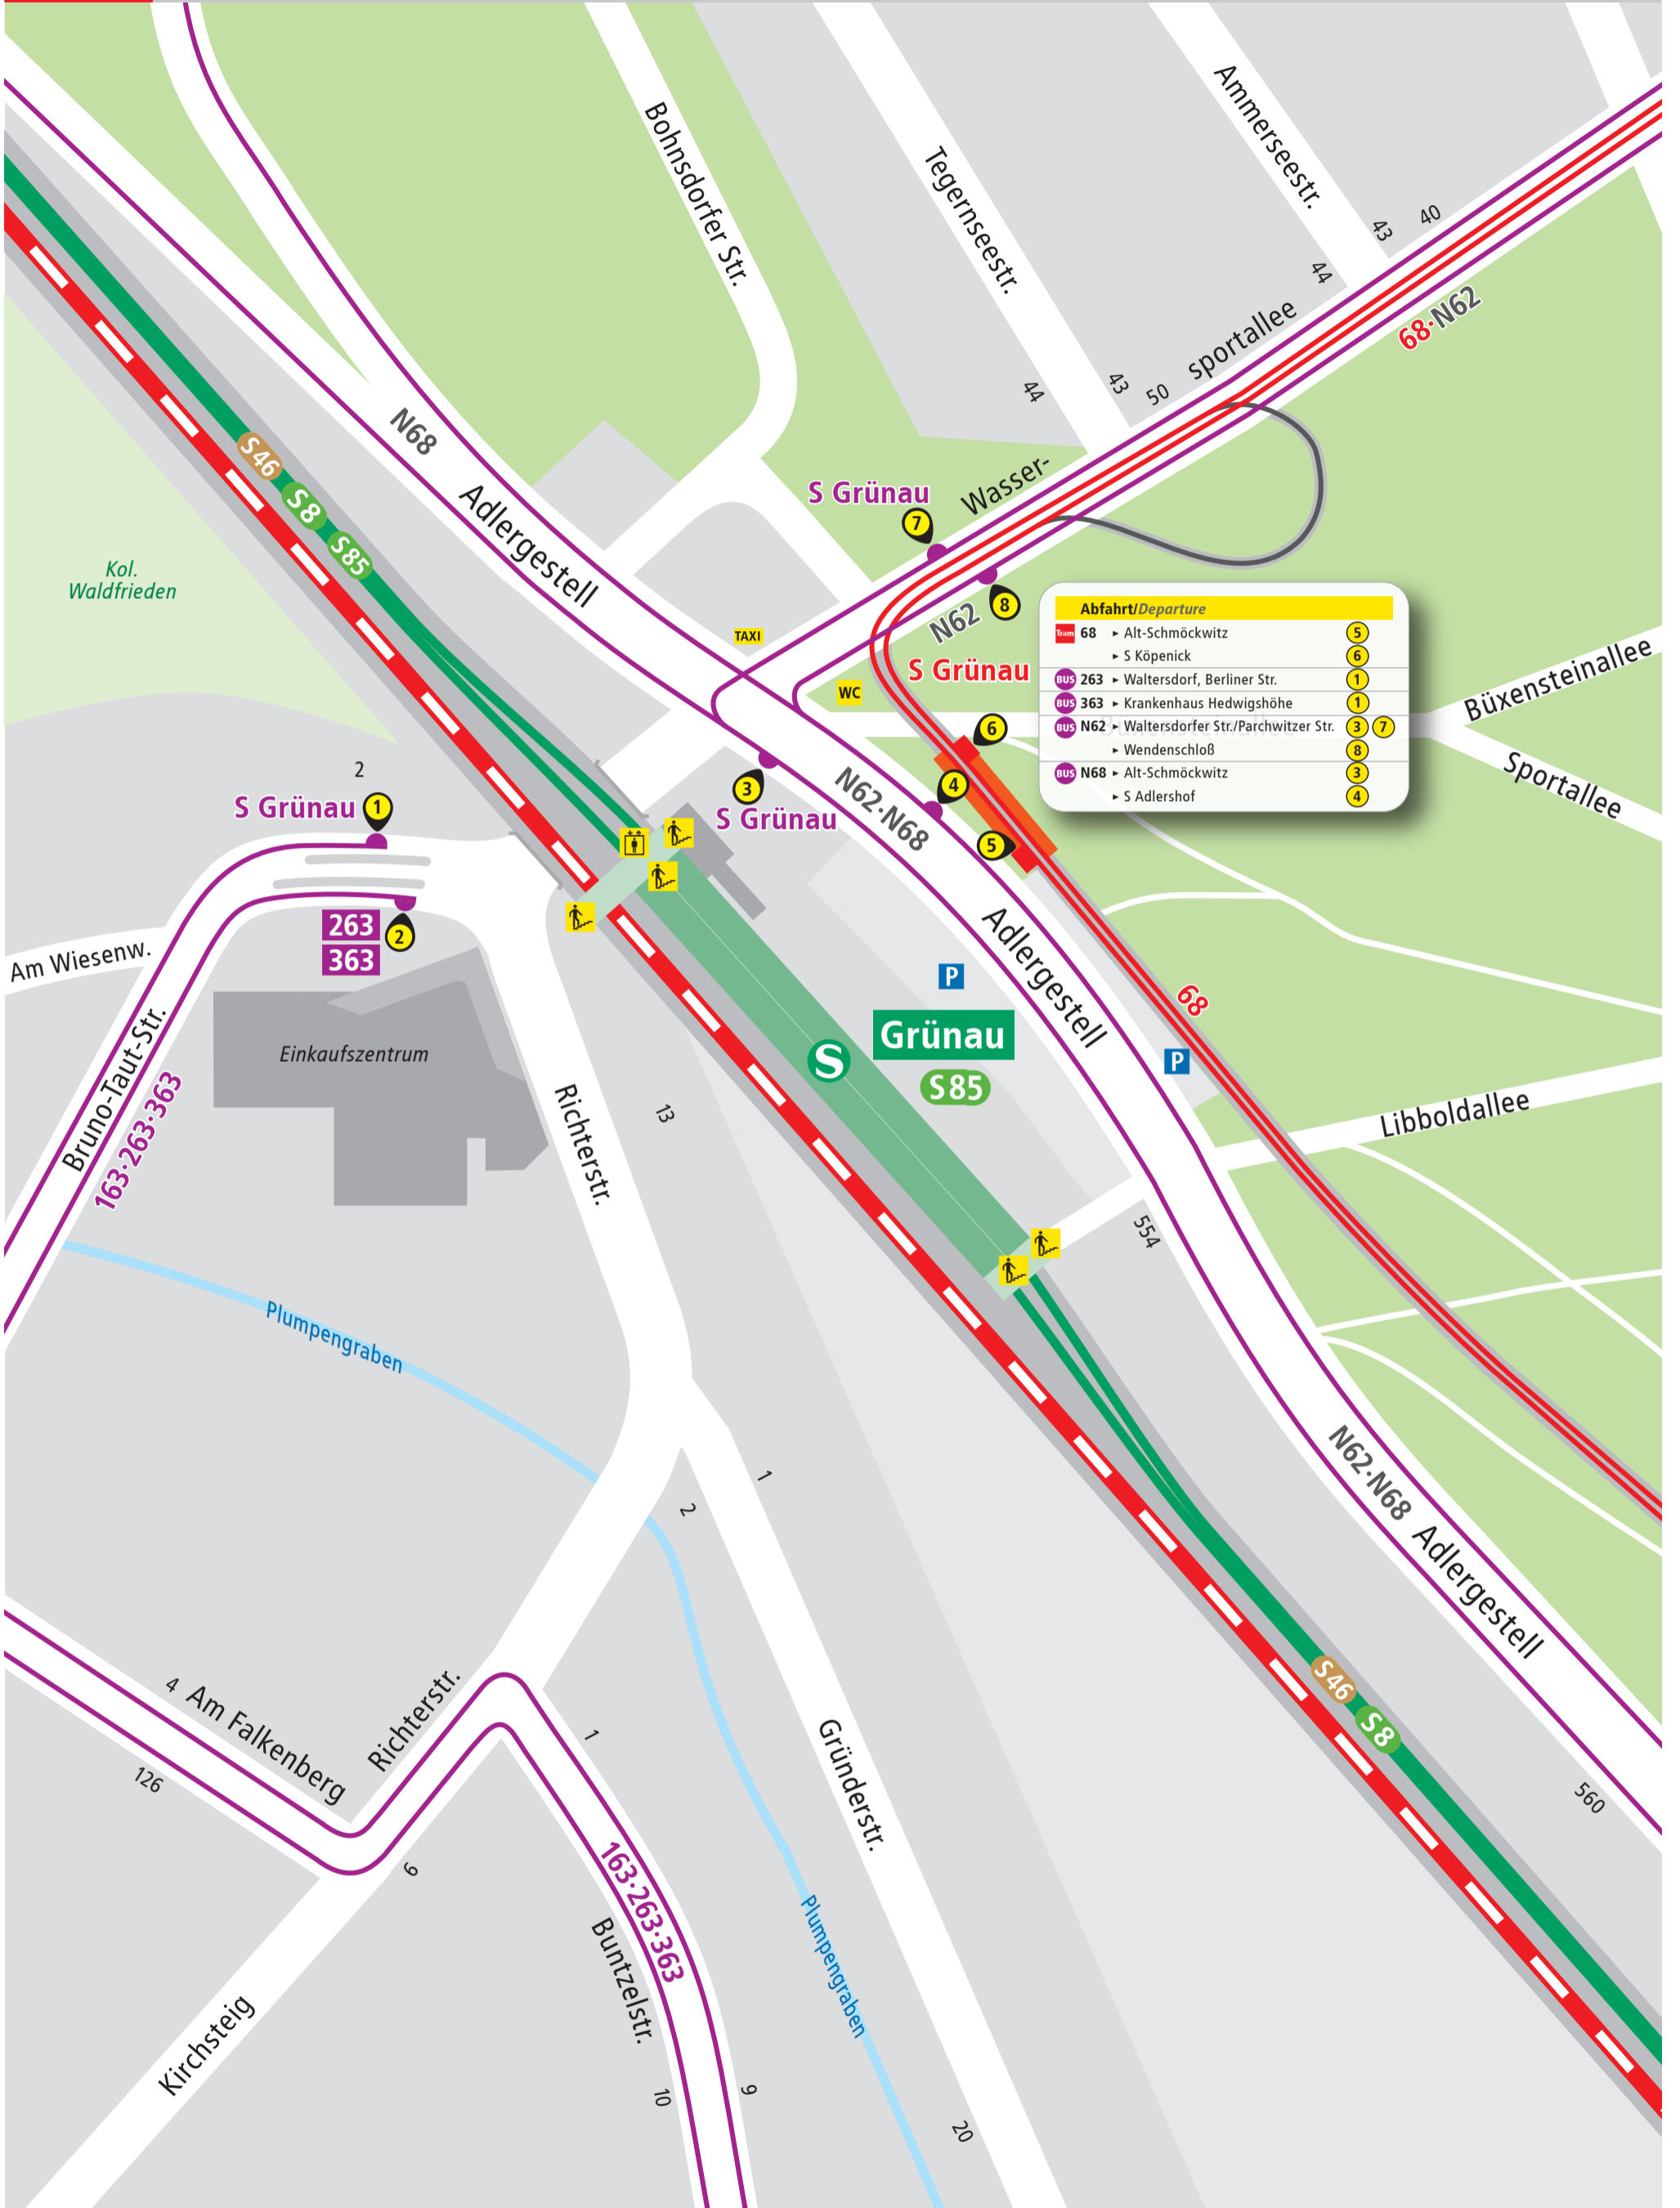 Bohnsdorfer Str.
Tegernseestr.
Ammerseestr.
43
40
44
68·N62
sportallee
44
43
50
N68
S46
S8
S85
Adlergestell
S Grünau
7
Wasser-
Kol.
Waldfrieden
8
N62
TAXI
S Grünau
WC
Abfahrt/Departure
Tram 68 ▸ Alt-Schmöckwitz 5
▸ S Köpenick 6
BUS 263 ▸ Waltersdorf, Berliner Str. 1
BUS 363 ▸ Krankenhaus Hedwigshöhe 1
BUS N62 ▸ Waltersdorfer Str./Parchwitzer Str. 3 7
▸ Wendenschloß 8
BUS N68 ▸ Alt-Schmöckwitz 3
▸ S Adlershof 4
Büxensteinallee
Sportallee
6
2
S Grünau 1
3
S Grünau
N62·N68
4
5
263
363
2
Am Wiesenw.
Adlergestell
P
68
Einkaufszentrum
Grünau
S
S85
P
Bruno-Taut-Str.
163·263·363
Richterstr.
13
Libboldallee
554
Plumpengraben
N62·N68
Adlergestell
1
2
S46
S8
4
Am Falkenberg
Richterstr.
126
1
Gründerstr.
560
6
163·263·363
Buntzelstr.
Plumpengraben
Kirchsteig
10
9
20